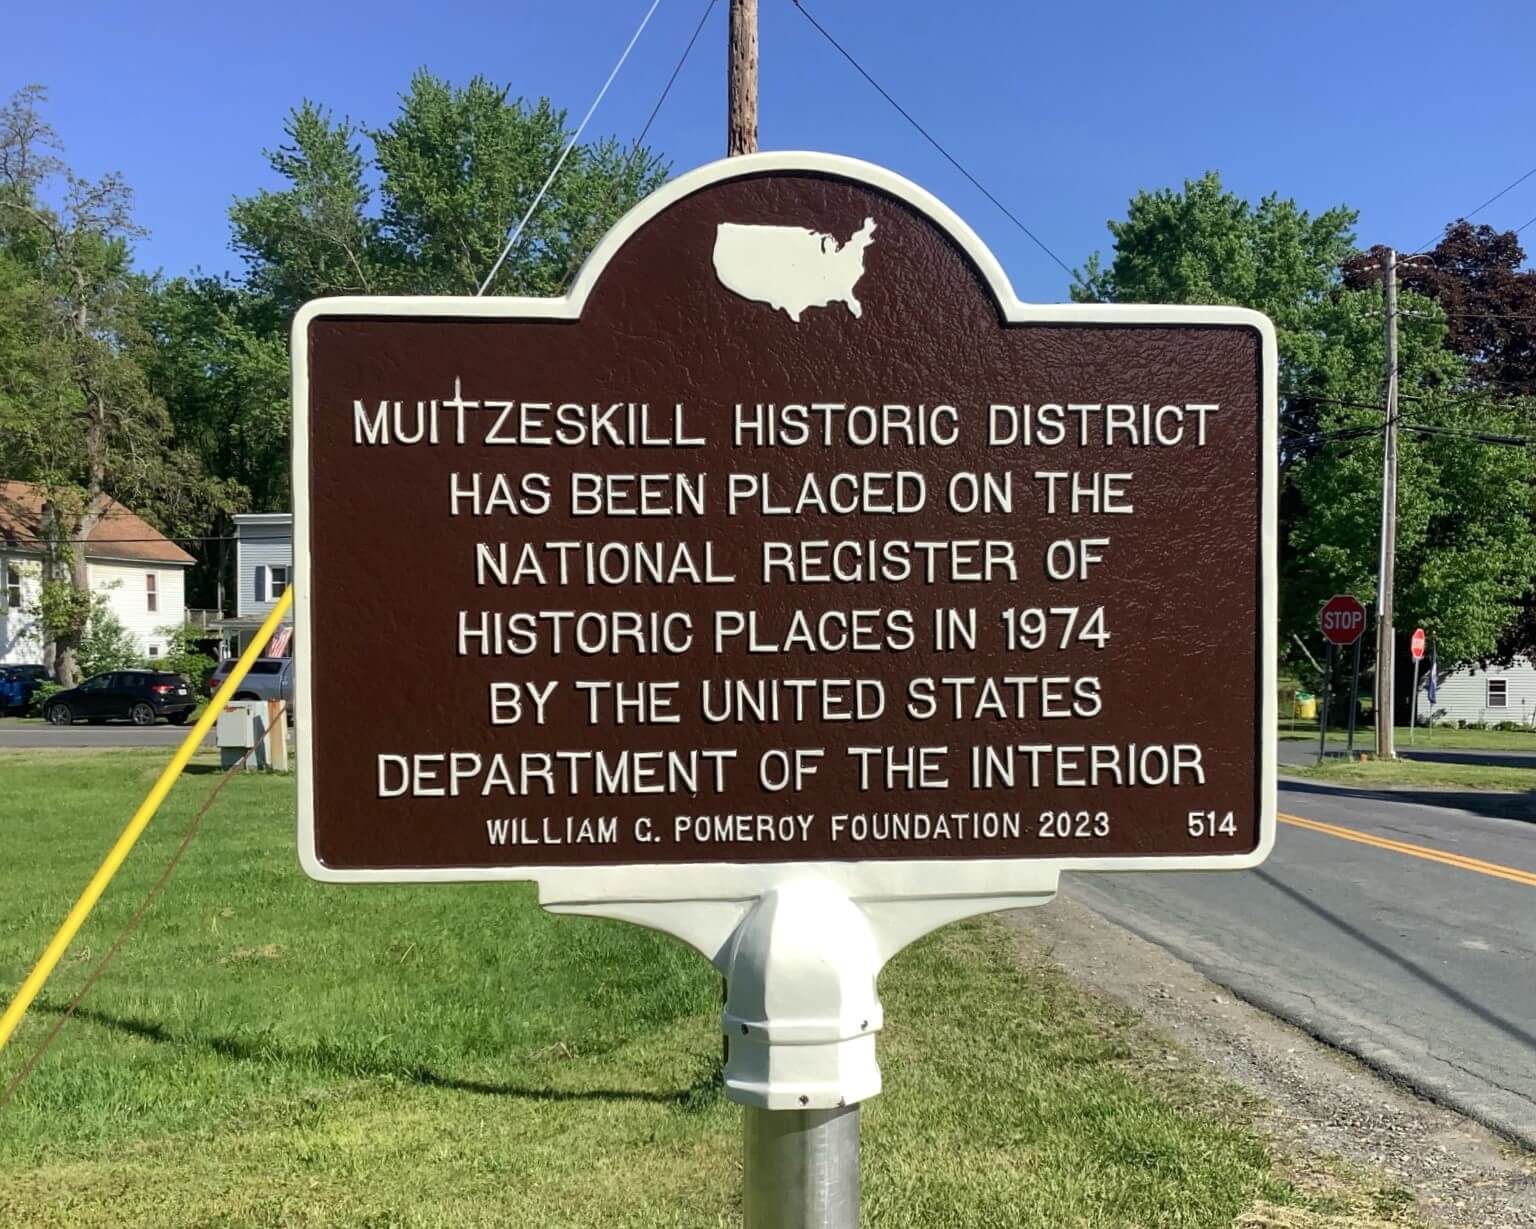 MUITZESKILL HISTORIC DISTRICT
HAS BEEN PLACED ON THE
NATIONAL REGISTER OF
HISTORIC PLACES IN 1974
BY THE UNITED STATES
DEPARTMENT OF THE INTERIOR
WILLIAM G. POMEROY FOUNDATION 2023 514
STOP